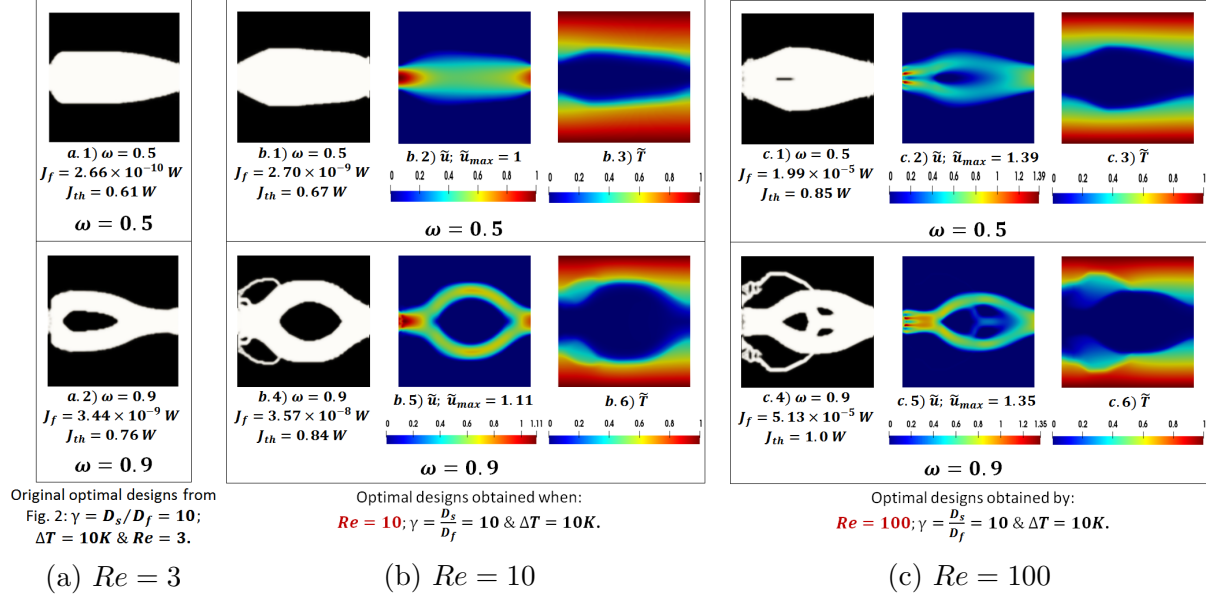 a.1) ω = 0.5
J_f = 2.66 × 10^−10 W
J_th = 0.61 W
ω = 0.5
a.2) ω = 0.9
J_f = 3.44 × 10^−9 W
J_th = 0.76 W
ω = 0.9
Original optimal designs from
Fig. 2: γ = D_s/D_f = 10;
ΔT = 10K & Re = 3.
(a) Re = 3
b.1) ω = 0.5
J_f = 2.70 × 10^−9 W
J_th = 0.67 W
b.2) ũ; ũ_max = 1
0 0.2 0.4 0.6 0.8 1
b.3) T̃
0 0.2 0.4 0.6 0.8 1
ω = 0.5
b.4) ω = 0.9
J_f = 3.57 × 10^−8 W
J_th = 0.84 W
b.5) ũ; ũ_max = 1.11
0 0.2 0.4 0.6 0.8 1 1.11
b.6) T̃
0 0.2 0.4 0.6 0.8 1
ω = 0.9
Optimal designs obtained when:
Re = 10; γ = D_s/D_f = 10 & ΔT = 10K.
(b) Re = 10
c.1) ω = 0.5
J_f = 1.99 × 10^−5 W
J_th = 0.85 W
c.2) ũ; ũ_max = 1.39
0 0.2 0.4 0.6 0.8 1 1.2 1.39
c.3) T̃
0 0.2 0.4 0.6 0.8 1
ω = 0.5
c.4) ω = 0.9
J_f = 5.13 × 10^−5 W
J_th = 1.0 W
c.5) ũ; ũ_max = 1.35
0 0.2 0.4 0.6 0.8 1 1.2 1.35
c.6) T̃
0 0.2 0.4 0.6 0.8 1
ω = 0.9
Optimal designs obtained by:
Re = 100; γ = D_s/D_f = 10 & ΔT = 10K.
(c) Re = 100